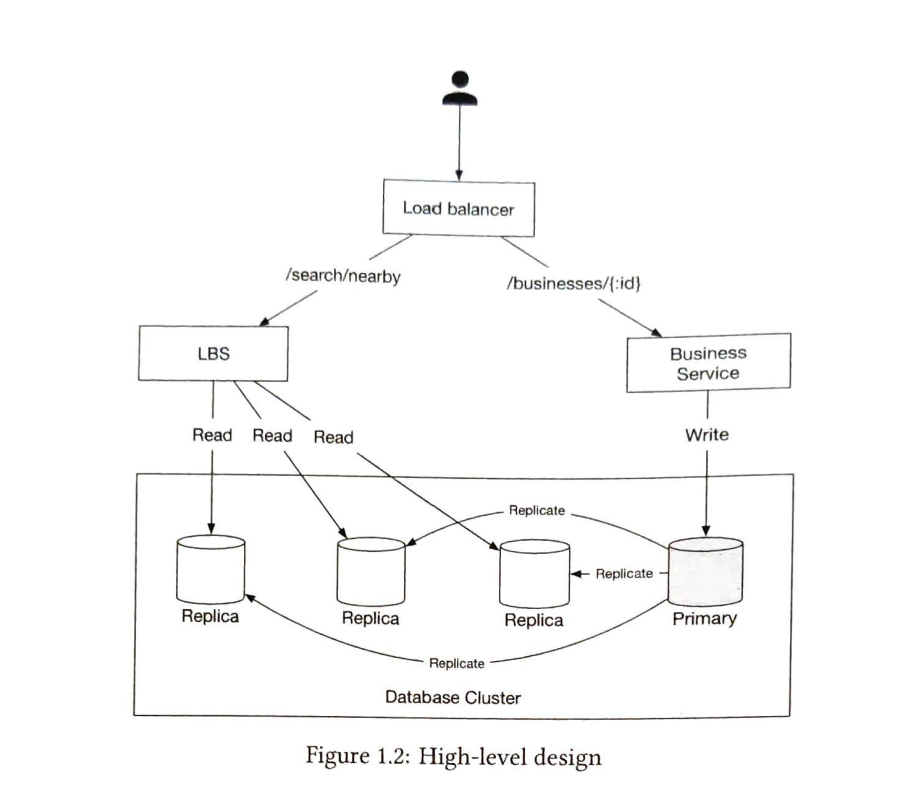 Load balancer
/search/nearby
/businesses/{:id}
LBS
Business
Service
Read
Read
Read
Write
Replicate
Replicate
Replica
Replica
Replica
Primary
Replicate
Database Cluster
Figure 1.2: High-level design